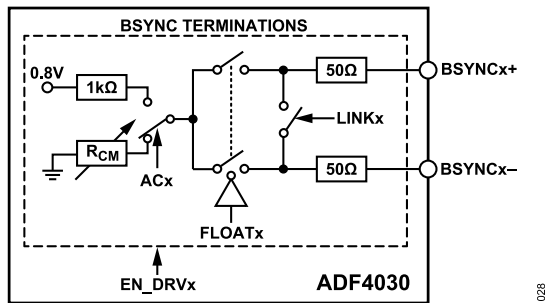 BSYNC TERMINATIONS
0.8V
1kΩ
50Ω
BSYNCx+
LINKx
RCM
ACx
50Ω
BSYNCx–
FLOATx
EN_DRVx
ADF4030
028